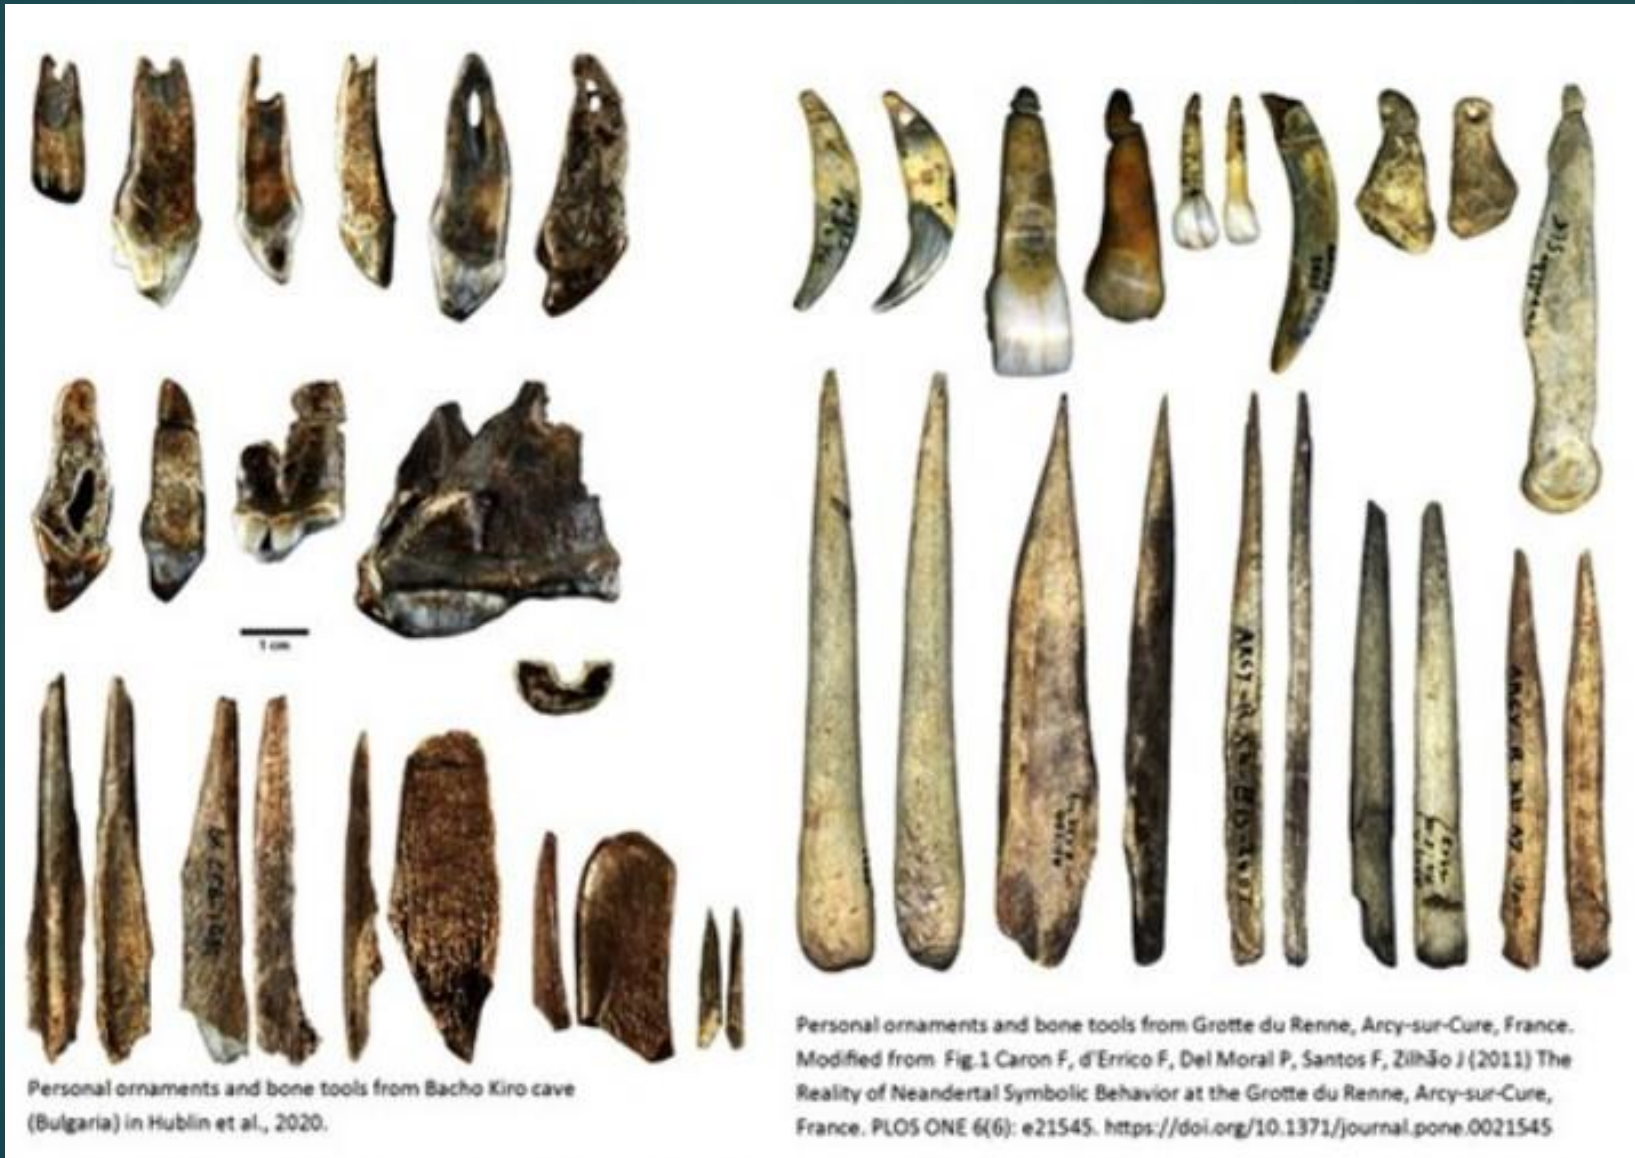 1 cm
Personal ornaments and bone tools from Bacho Kiro cave
(Bulgaria) in Hublin et al., 2020.
Personal ornaments and bone tools from Grotte du Renne, Arcy-sur-Cure, France.
Modified from Fig.1 Caron F, d'Errico F, Del Moral P, Santos F, Zilhão J (2011) The
Reality of Neandertal Symbolic Behavior at the Grotte du Renne, Arcy-sur-Cure,
France. PLOS ONE 6(6): e21545. https://doi.org/10.1371/journal.pone.0021545